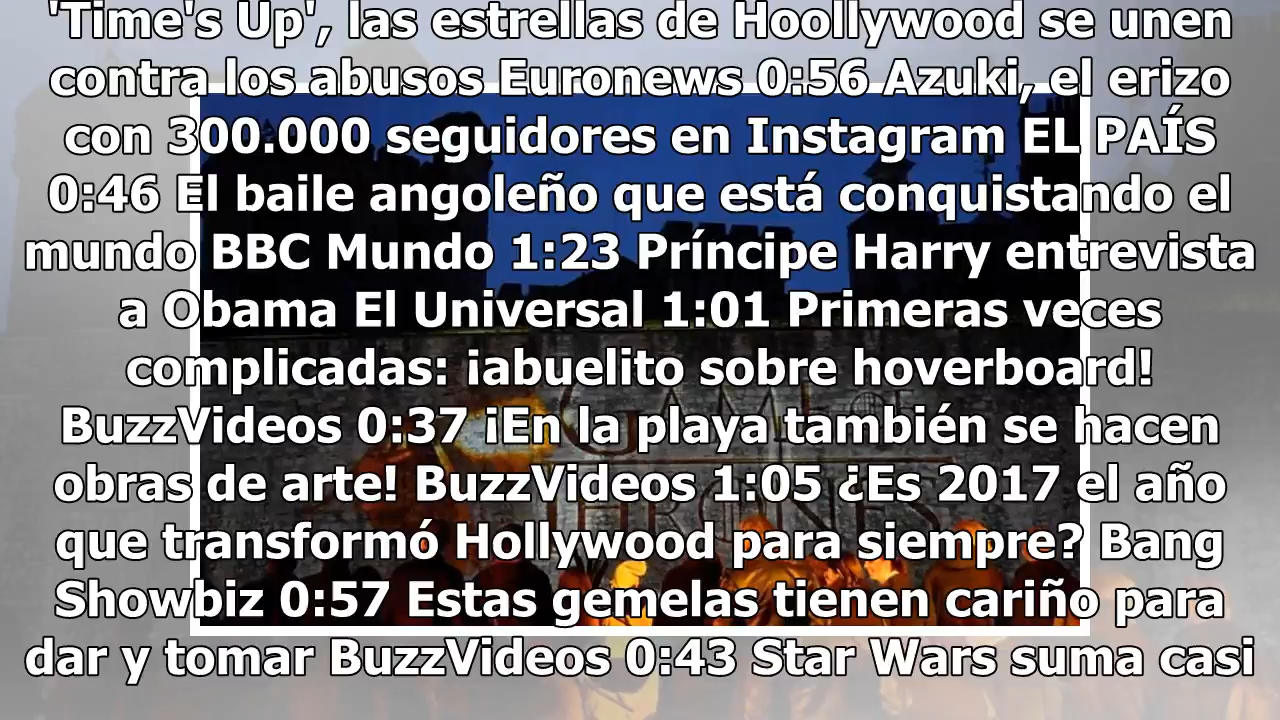 'Time's Up', las estrellas de Hoollywood se unen
contra los abusos Euronews 0:56 Azuki, el erizo
con 300.000 seguidores en Instagram EL PAÍS
0:46 El baile angoleño que está conquistando el
mundo BBC Mundo 1:23 Príncipe Harry entrevista
a Obama El Universal 1:01 Primeras veces
complicadas: ¡abuelito sobre hoverboard!
BuzzVideos 0:37 ¡En la playa también se hacen
obras de arte! BuzzVideos 1:05 ¿Es 2017 el año
que transformó Hollywood para siempre? Bang
Showbiz 0:57 Estas gemelas tienen cariño para
dar y tomar BuzzVideos 0:43 Star Wars suma casi
GAME OF
THRONES